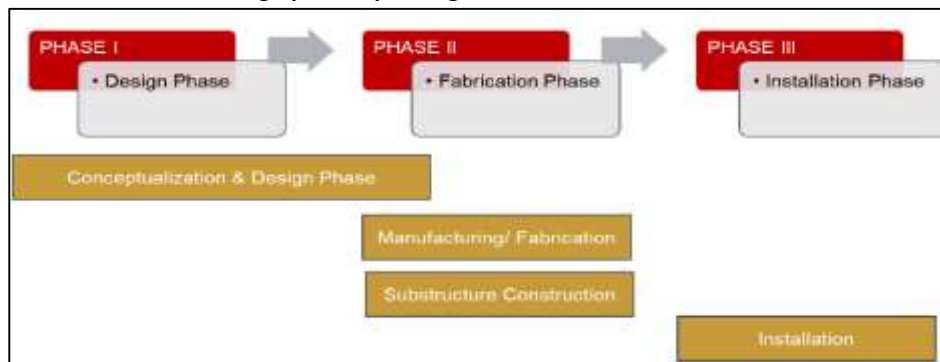 PHASE I
• Design Phase
PHASE II
• Fabrication Phase
PHASE III
• Installation Phase
Conceptualization & Design Phase
Manufacturing/ Fabrication
Substructure Construction
Installation